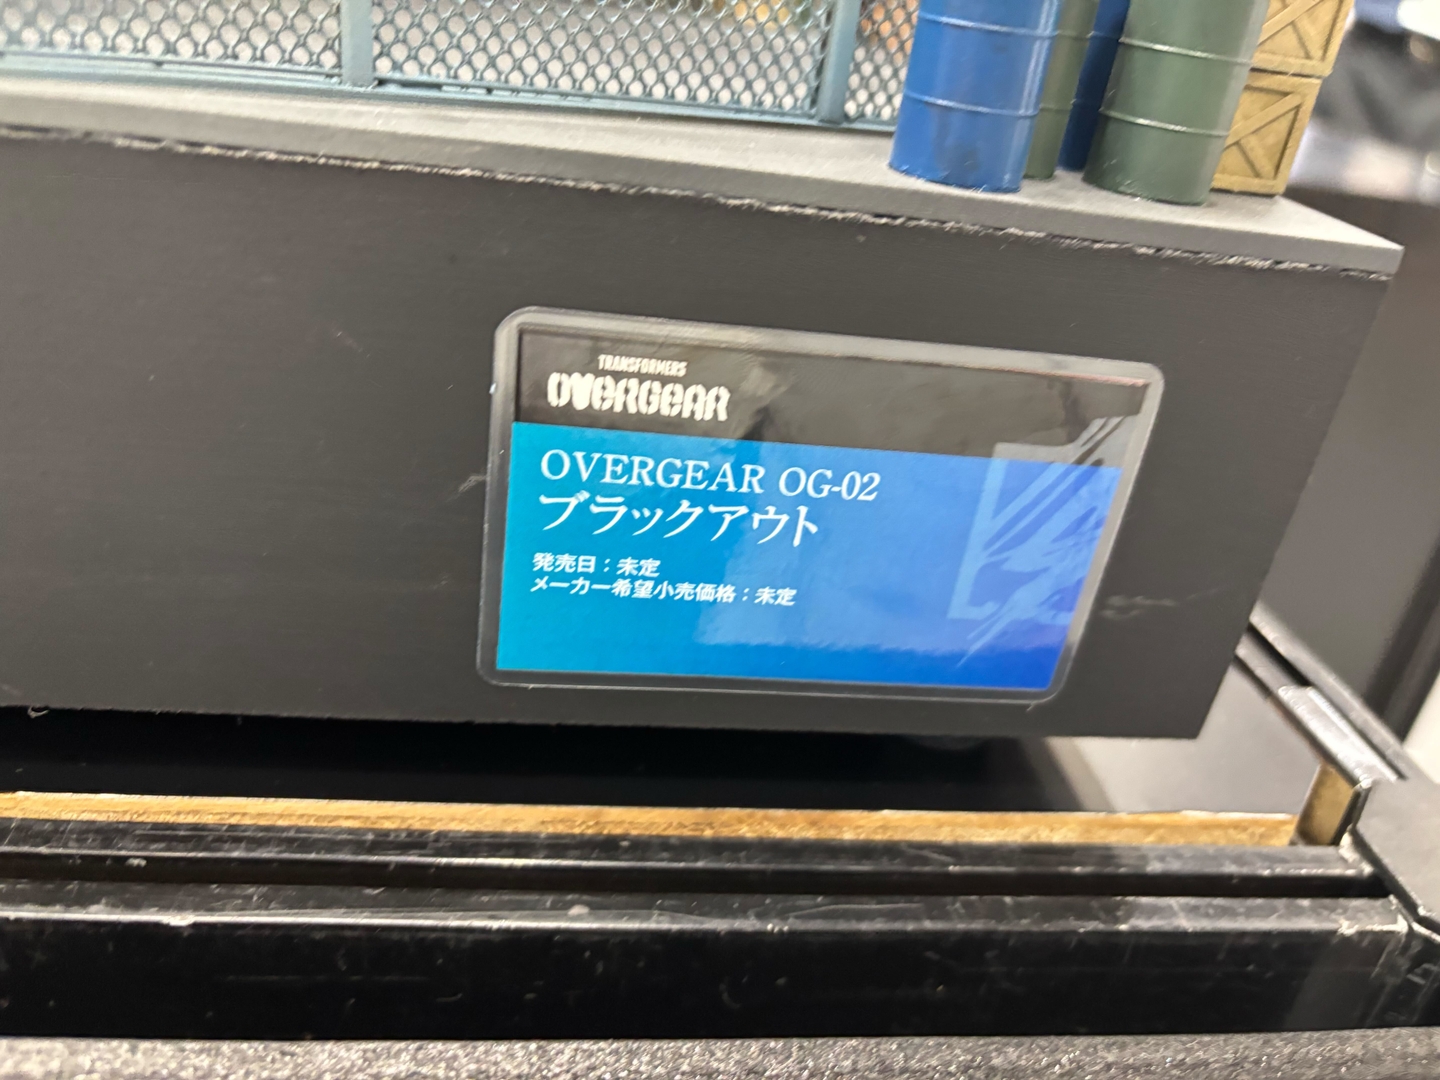 TRANSFORMERS
OVERGEAR
OVERGEAR OG-02
ブラックアウト
発売日：未定
メーカー希望小売価格：未定